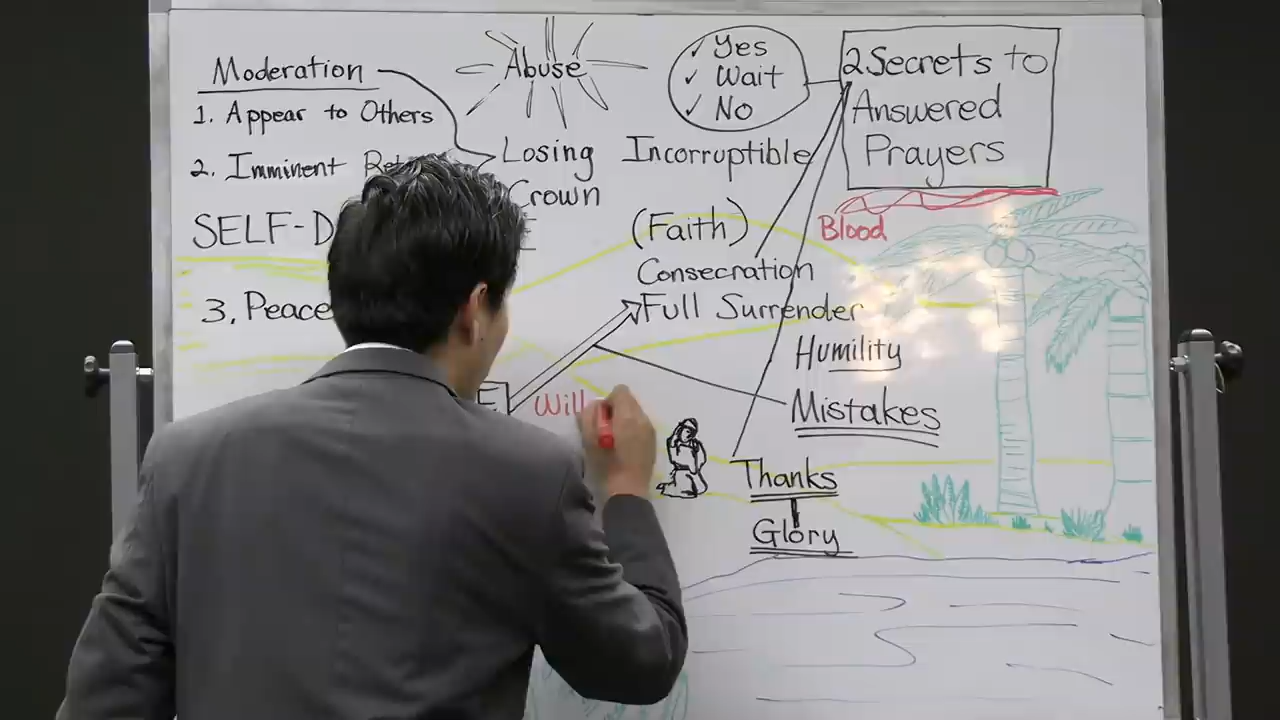 Moderation
1. Appear to Others
2. Imminent
SELF-D
3. Peace
Abuse
Losing
Crown
Incorruptible
✓ Yes
✓ Wait
✓ No
2 Secrets to
Answered
Prayers
Blood
(Faith)
Consecration
Full Surrender
Humility
Mistakes
Will
Thanks
Glory